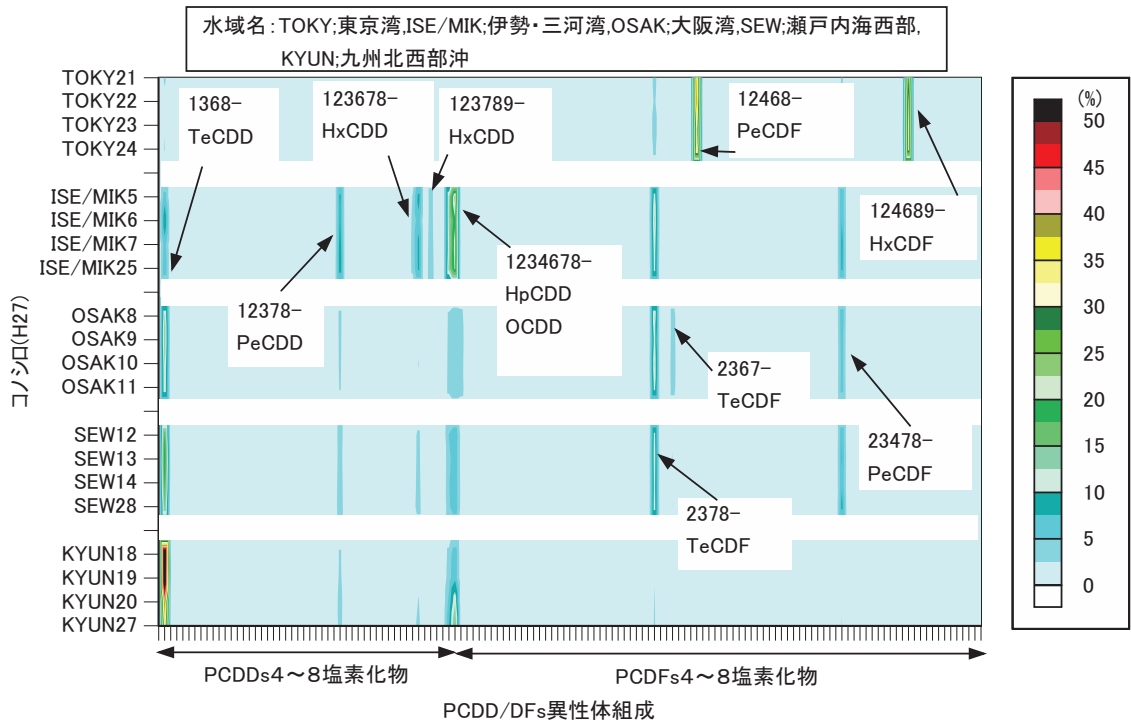 水域名：TOKY;東京湾,ISE/MIK;伊勢・三河湾,OSAK;大阪湾,SEW;瀬戸内海西部,
KYUN;九州北西部沖
TOKY21
TOKY22
TOKY23
TOKY24
ISE/MIK5
ISE/MIK6
ISE/MIK7
ISE/MIK25
OSAK8
OSAK9
OSAK10
OSAK11
SEW12
SEW13
SEW14
SEW28
KYUN18
KYUN19
KYUN20
KYUN27
コノシロ(H27)
1368-
TeCDD
123678-
HxCDD
123789-
HxCDD
12468-
PeCDF
124689-
HxCDF
12378-
PeCDD
1234678-
HpCDD
OCDD
2367-
TeCDF
23478-
PeCDF
2378-
TeCDF
(%)
50
45
40
35
30
25
20
15
10
5
0
PCDDs4～8塩素化物
PCDFs4～8塩素化物
PCDD/DFs異性体組成